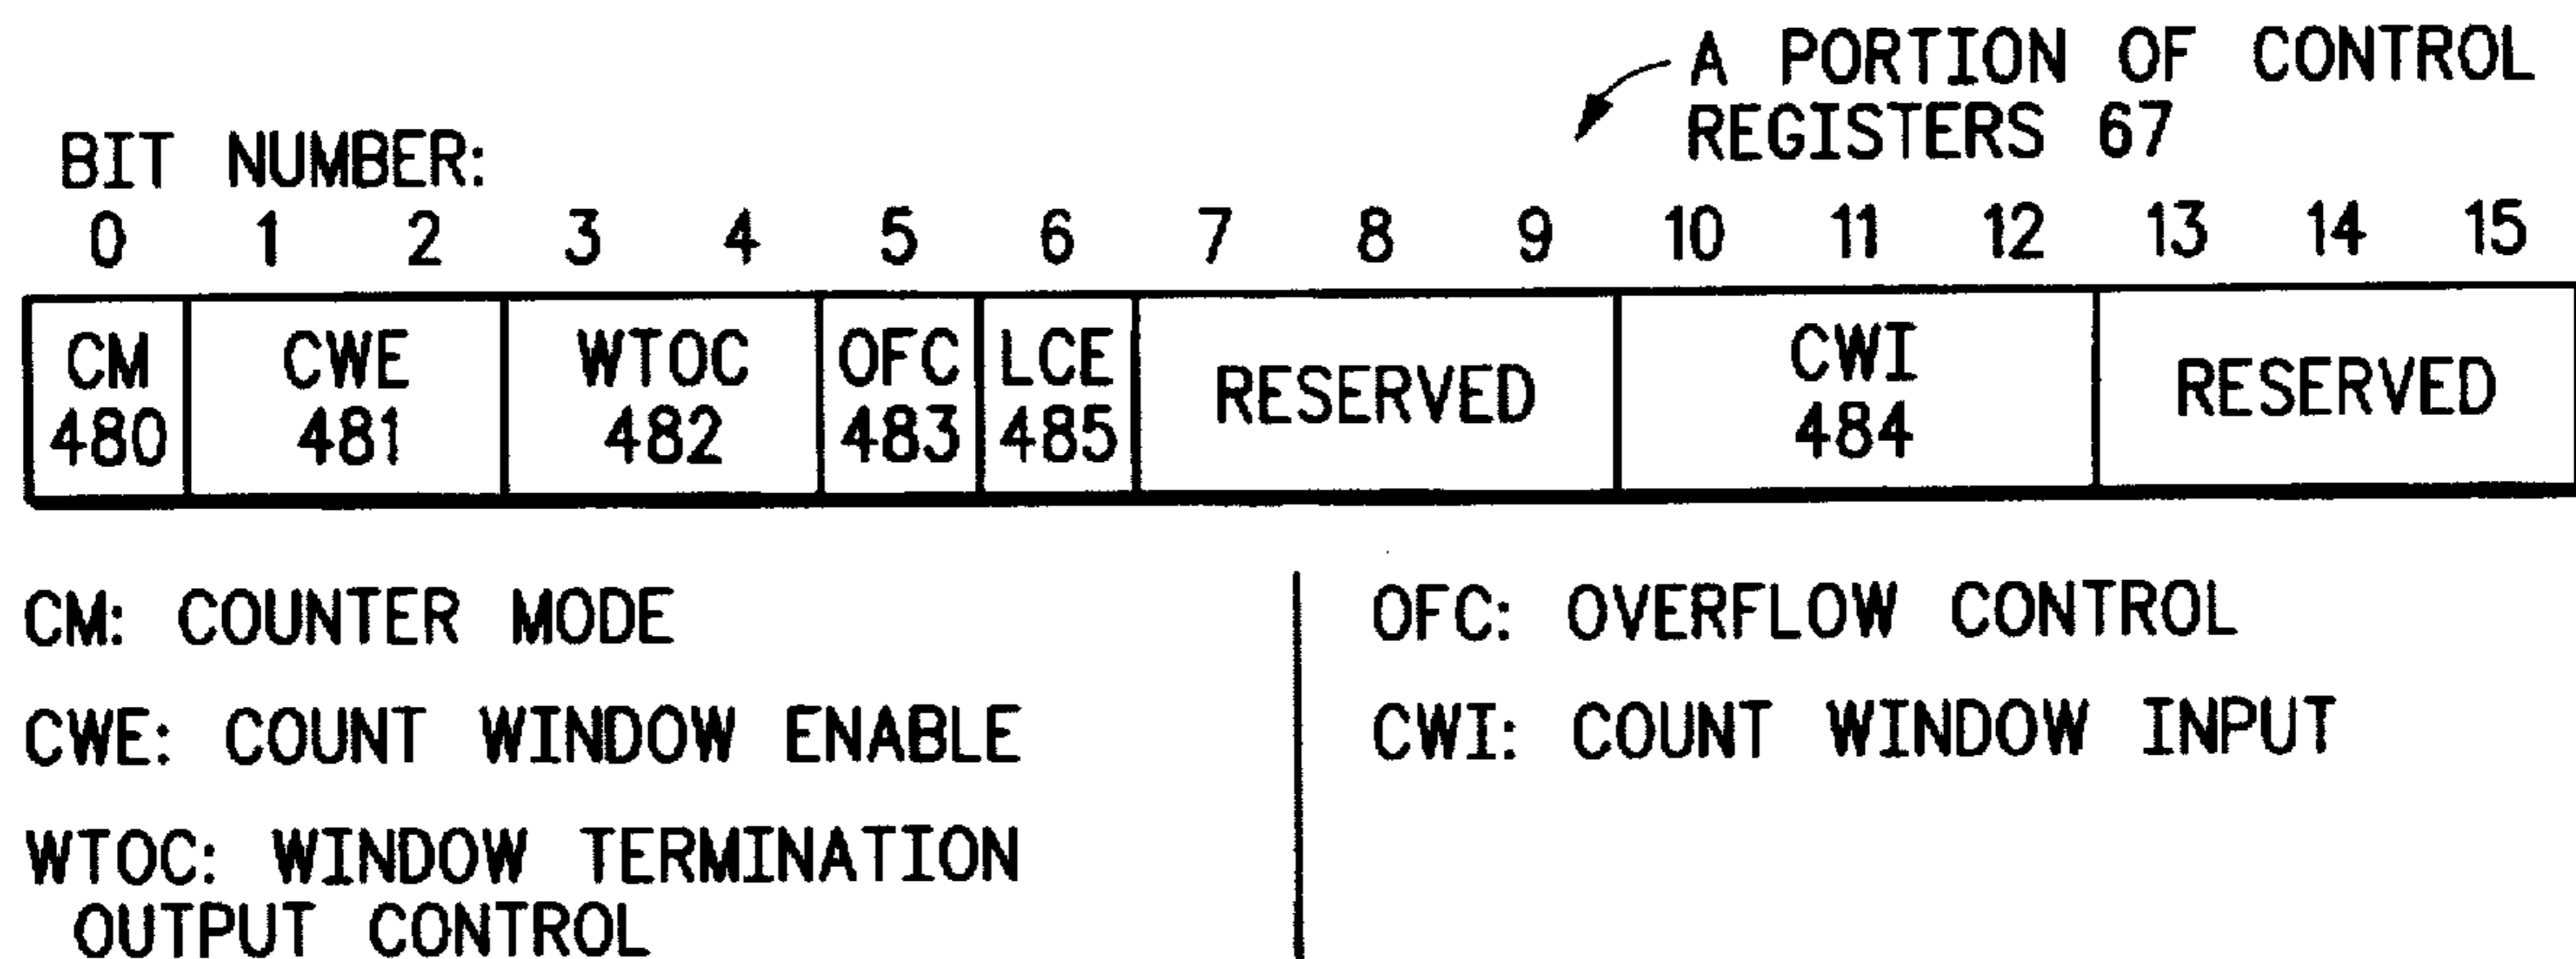 A PORTION OF CONTROL
REGISTERS 67
BIT NUMBER:
0 1 2 3 4 5 6 7 8 9 10 11 12 13 14 15
CM CWE WTOC OFC LCE RESERVED CWI RESERVED
480 481 482 483 485 484
CM: COUNTER MODE
CWE: COUNT WINDOW ENABLE
WTOC: WINDOW TERMINATION
OUTPUT CONTROL
OFC: OVERFLOW CONTROL
CWI: COUNT WINDOW INPUT